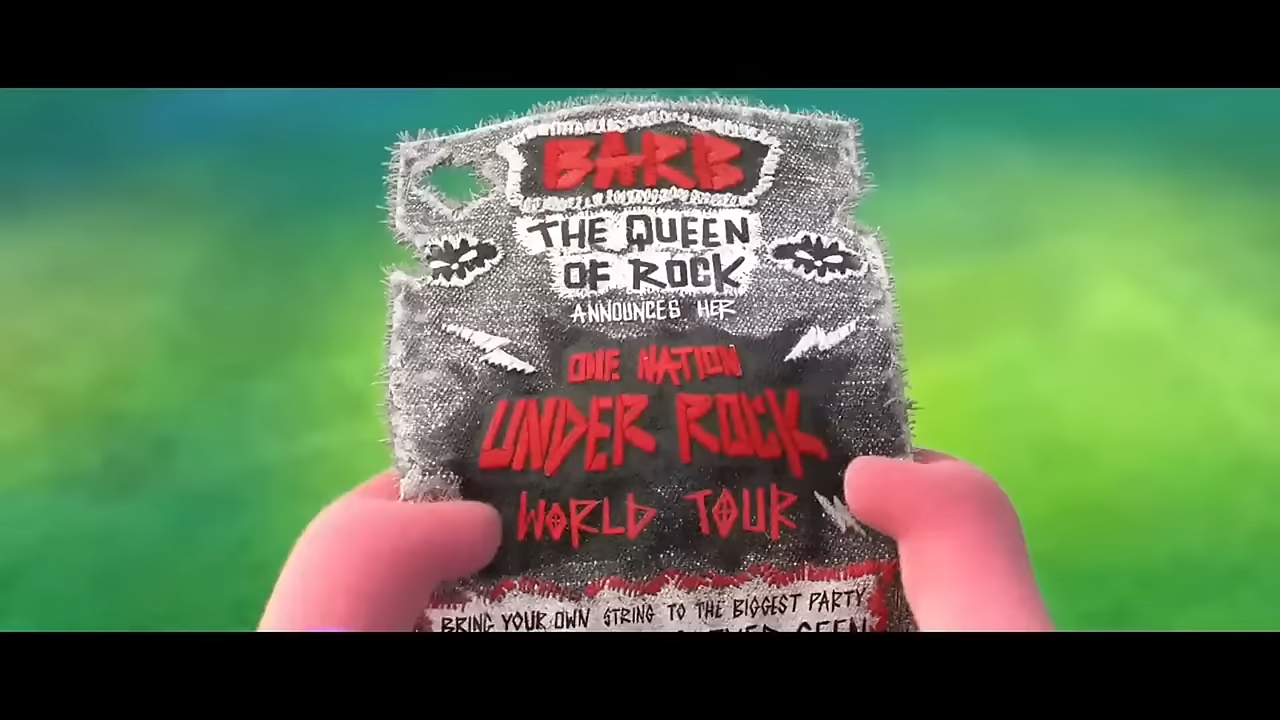 BARB
THE QUEEN
OF ROCK
ANNOUNCES HER
ONE NATION
UNDER ROCK
WORLD TOUR
BRING YOUR OWN STRING TO THE BIGGEST PARTY